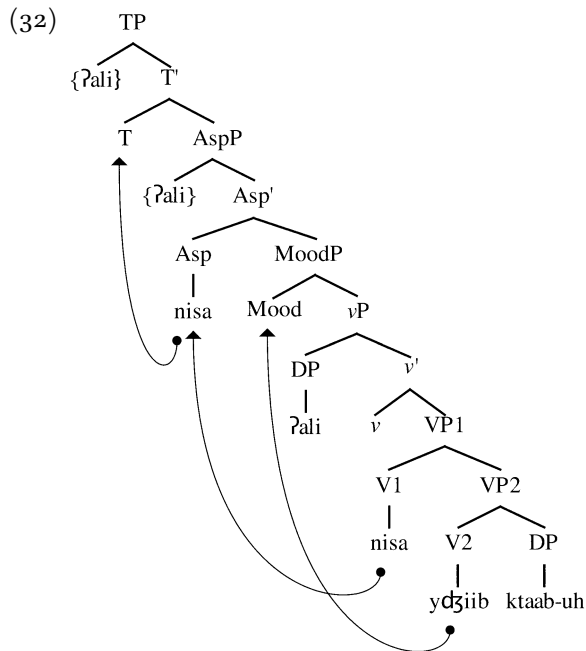 (32)
TP
{ʔali} T'
T AspP
{ʔali} Asp'
Asp MoodP
nisa Mood vP
DP v'
ʔali v VP1
V1 VP2
nisa V2 DP
yʤiib ktaab-uh